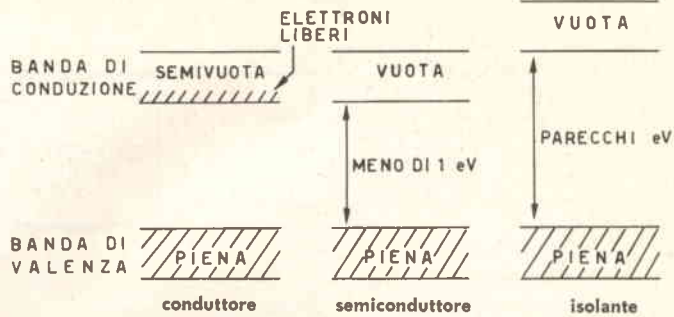 ELETTRONI
LIBERI
VUOTA
BANDA DI
CONDUZIONE
SEMIVUOTA
VUOTA
MENO DI 1 eV
PARECCHI eV
BANDA DI
VALENZA
PIENA
PIENA
PIENA
conduttore
semiconduttore
isolante